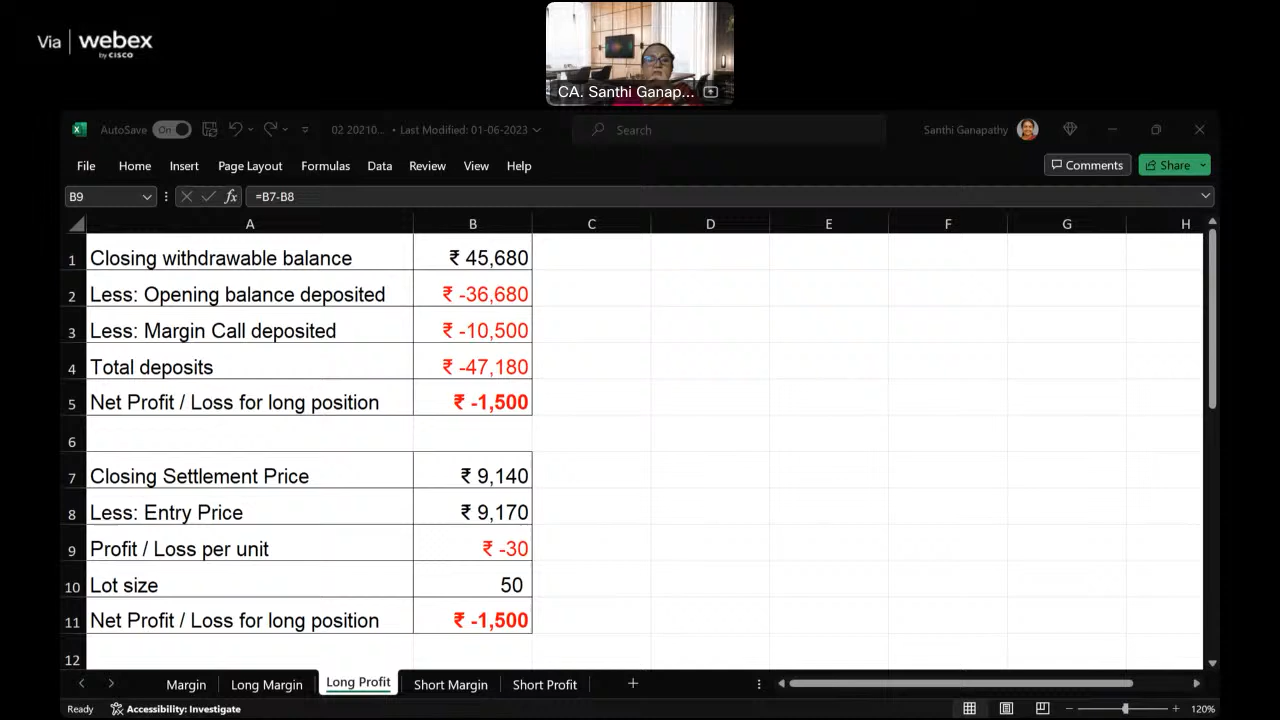 Via | webex
by CISCO
CA. Santhi Ganap...
AutoSave On 02 20210... • Last Modified: 01-06-2023 Search Santhi Ganapathy
File Home Insert Page Layout Formulas Data Review View Help Comments Share
B9 fx =B7-B8
A B C D E F G H
1 Closing withdrawable balance ₹ 45,680
2 Less: Opening balance deposited ₹ -36,680
3 Less: Margin Call deposited ₹ -10,500
4 Total deposits ₹ -47,180
5 Net Profit / Loss for long position ₹ -1,500
6
7 Closing Settlement Price ₹ 9,140
8 Less: Entry Price ₹ 9,170
9 Profit / Loss per unit ₹ -30
10 Lot size 50
11 Net Profit / Loss for long position ₹ -1,500
12
Margin Long Margin Long Profit Short Margin Short Profit
Ready Accessibility: Investigate 120%